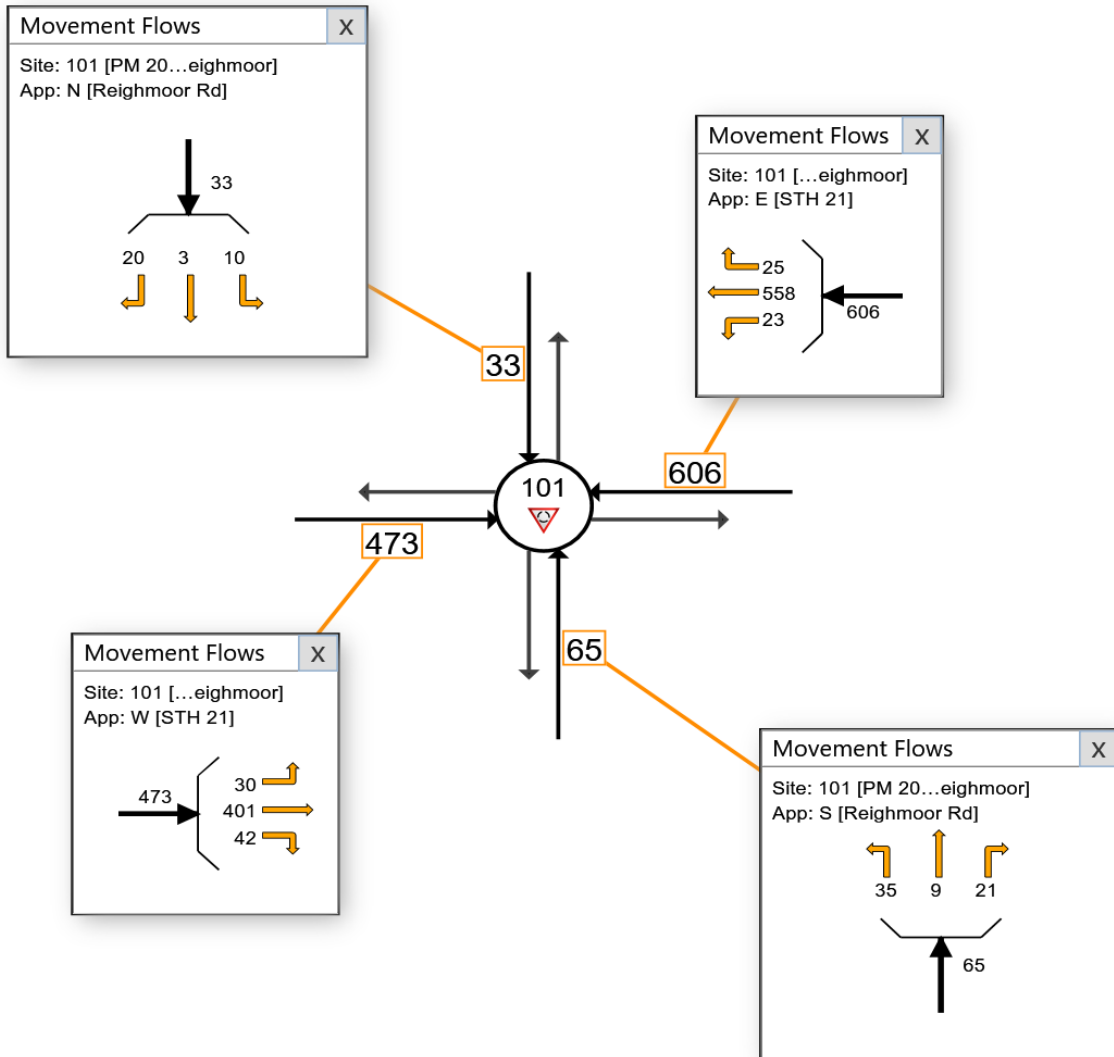 Movement Flows X
Site: 101 [PM 20...eighmoor]
App: N [Reighmoor Rd]
33
20 3 10
Movement Flows X
Site: 101 [...eighmoor]
App: E [STH 21]
25
558
23
606
33
606
101
473
65
Movement Flows X
Site: 101 [...eighmoor]
App: W [STH 21]
473
30
401
42
Movement Flows X
Site: 101 [PM 20...eighmoor]
App: S [Reighmoor Rd]
35 9 21
65